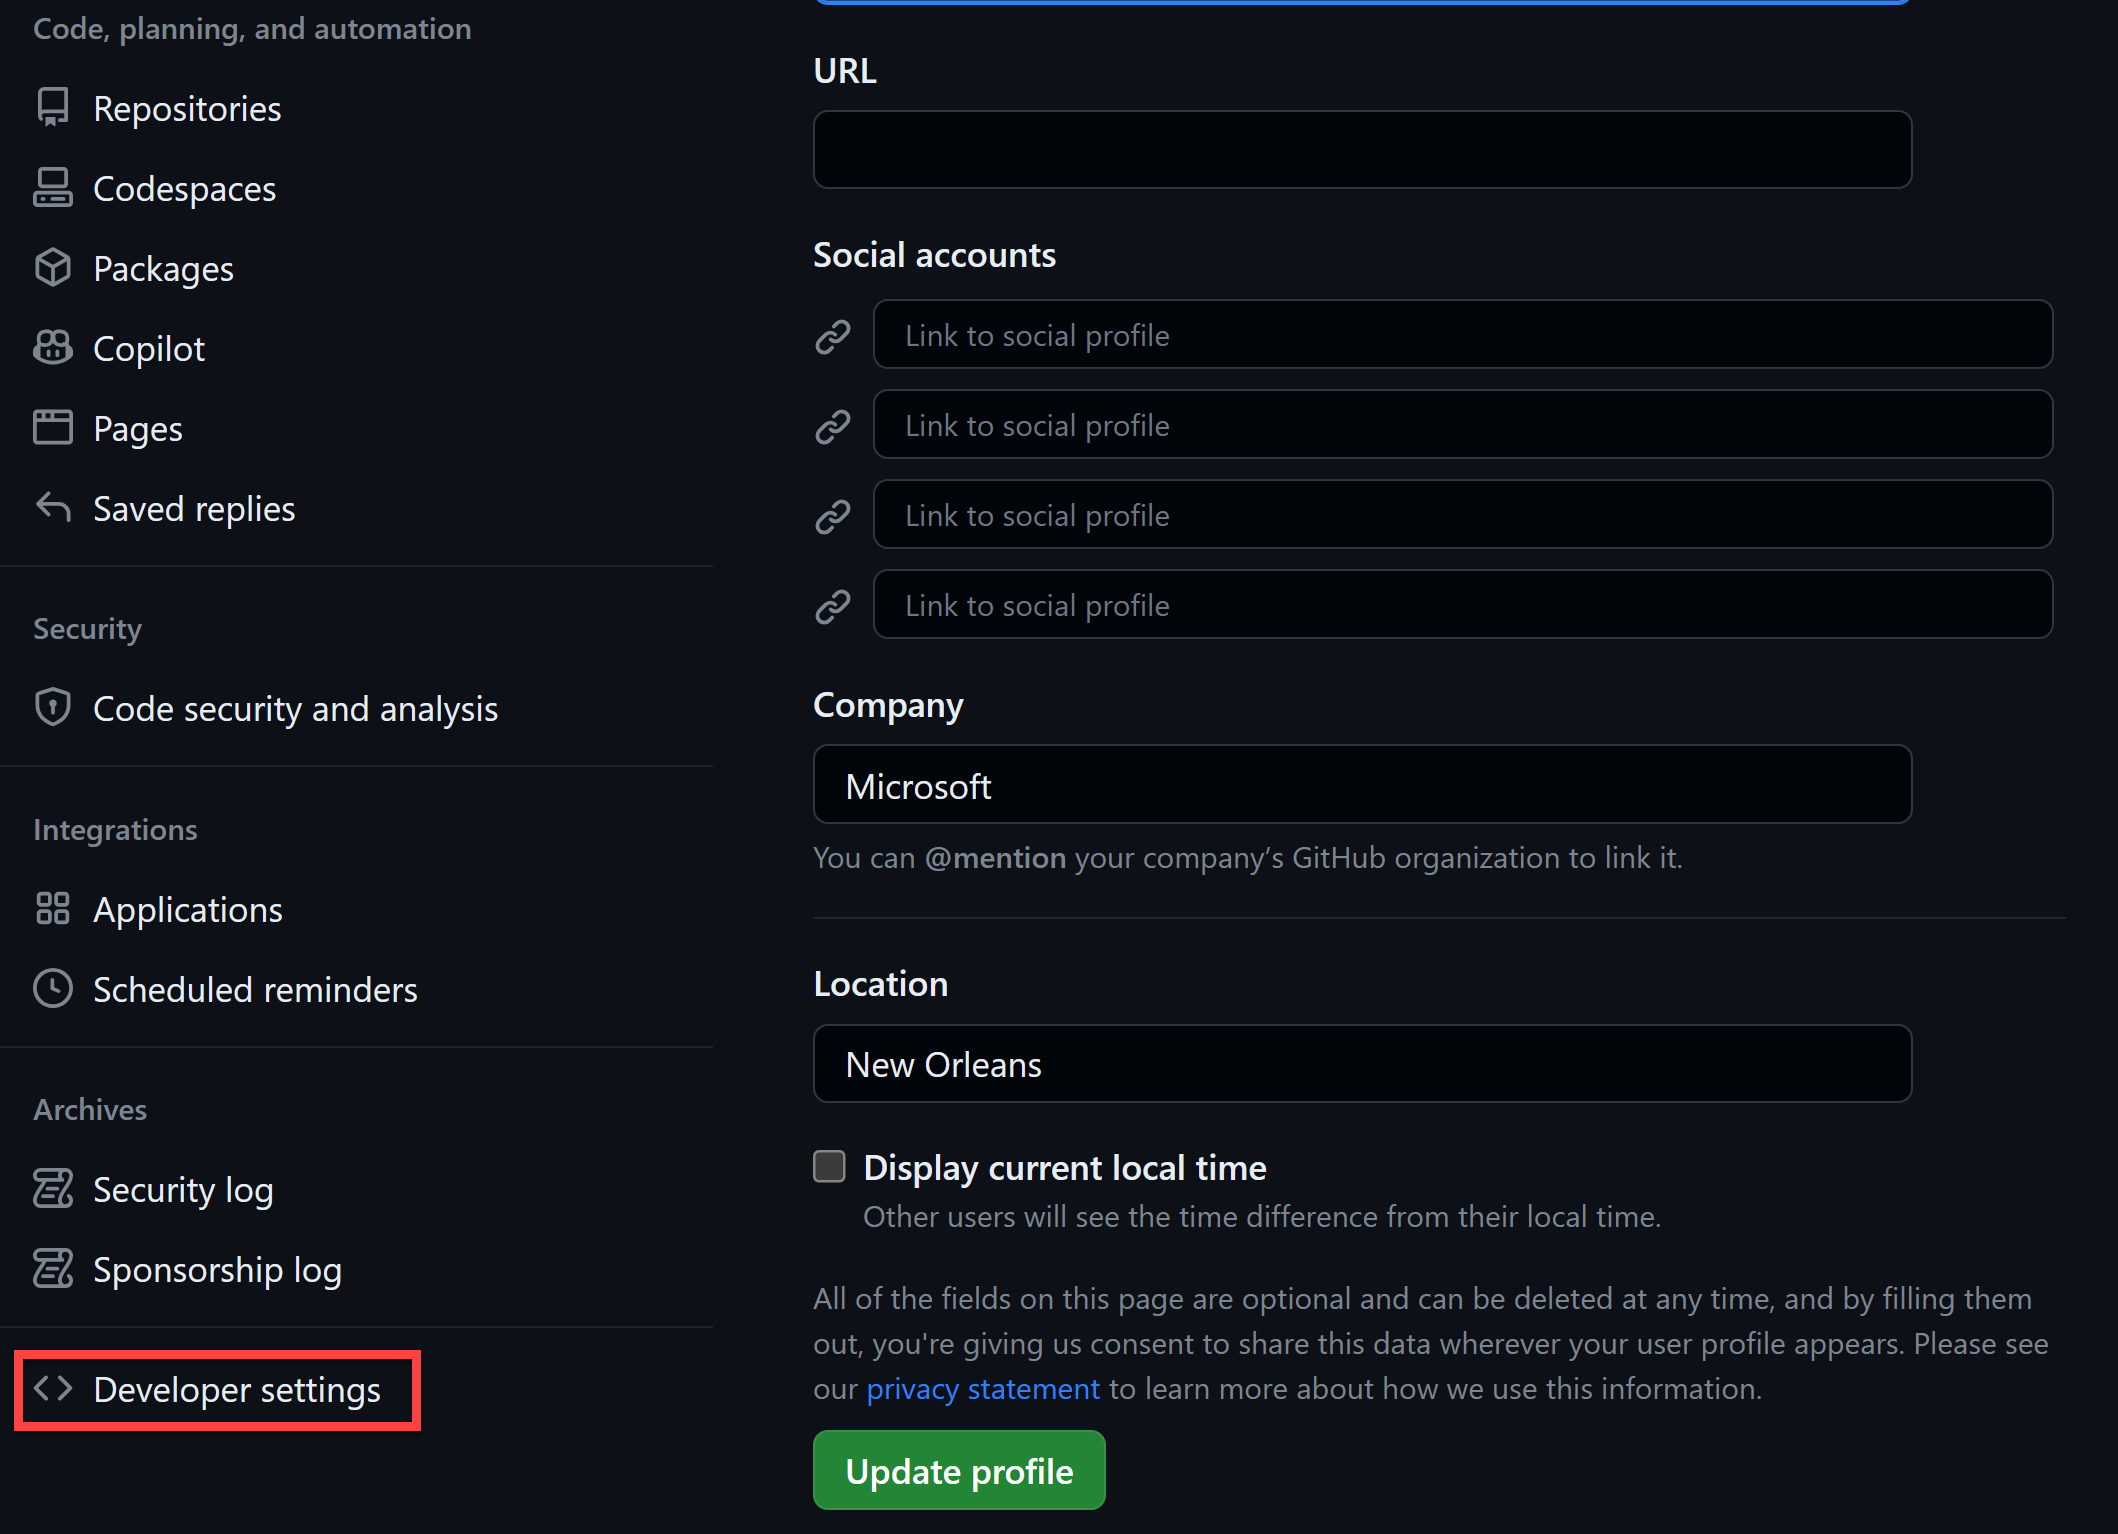 Code, planning, and automation
Repositories
Codespaces
Packages
Copilot
Pages
Saved replies
Security
Code security and analysis
Integrations
Applications
Scheduled reminders
Archives
Security log
Sponsorship log
Developer settings
URL
Social accounts
Link to social profile
Link to social profile
Link to social profile
Link to social profile
Company
Microsoft
You can @mention your company’s GitHub organization to link it.
Location
New Orleans
Display current local time
Other users will see the time difference from their local time.
All of the fields on this page are optional and can be deleted at any time, and by filling them
out, you're giving us consent to share this data wherever your user profile appears. Please see
our privacy statement to learn more about how we use this information.
Update profile